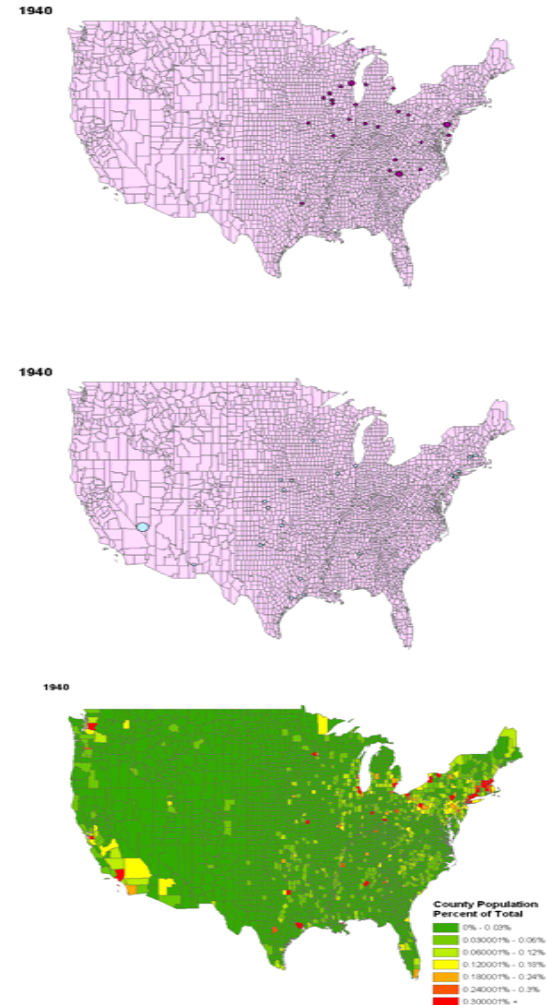 1940
1940
1940
County Population
Percent of Total
0% - 0.03%
0.030001% - 0.06%
0.060001% - 0.12%
0.120001% - 0.18%
0.180001% - 0.24%
0.240001% - 0.3%
0.300001% +